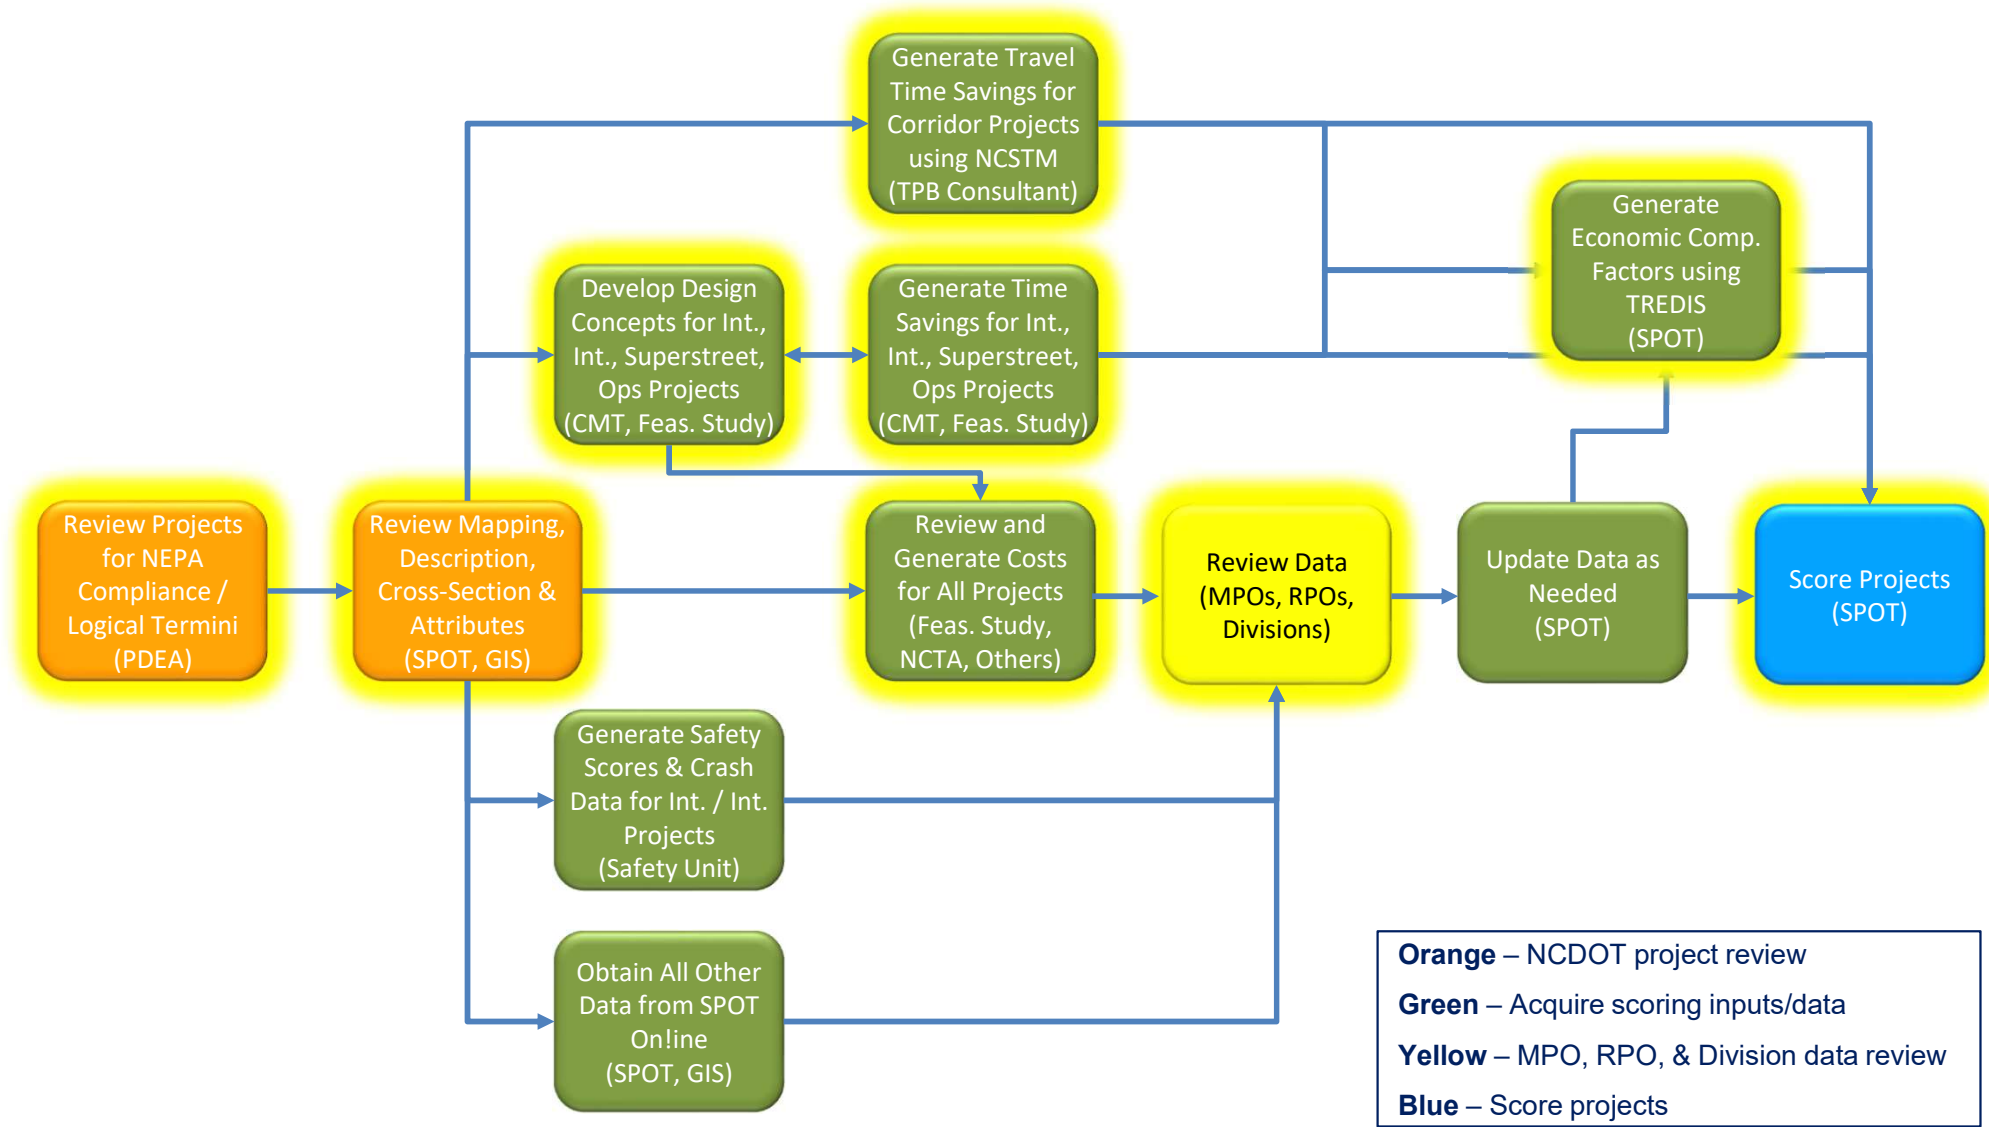 Generate Travel
Time Savings for
Corridor Projects
using NCSTM
(TPB Consultant)
Generate
Economic Comp.
Factors using
TREDIS
(SPOT)
Develop Design
Concepts for Int.,
Int., Superstreet,
Ops Projects
(CMT, Feas. Study)
Generate Time
Savings for Int.,
Int., Superstreet,
Ops Projects
(CMT, Feas. Study)
Review Projects
for NEPA
Compliance /
Logical Termini
(PDEA)
Review Mapping,
Description,
Cross-Section &
Attributes
(SPOT, GIS)
Review and
Generate Costs
for All Projects
(Feas. Study,
NCTA, Others)
Review Data
(MPOs, RPOs,
Divisions)
Update Data as
Needed
(SPOT)
Score Projects
(SPOT)
Generate Safety
Scores & Crash
Data for Int. / Int.
Projects
(Safety Unit)
Obtain All Other
Data from SPOT
On!ine
(SPOT, GIS)
Orange – NCDOT project review
Green – Acquire scoring inputs/data
Yellow – MPO, RPO, & Division data review
Blue – Score projects